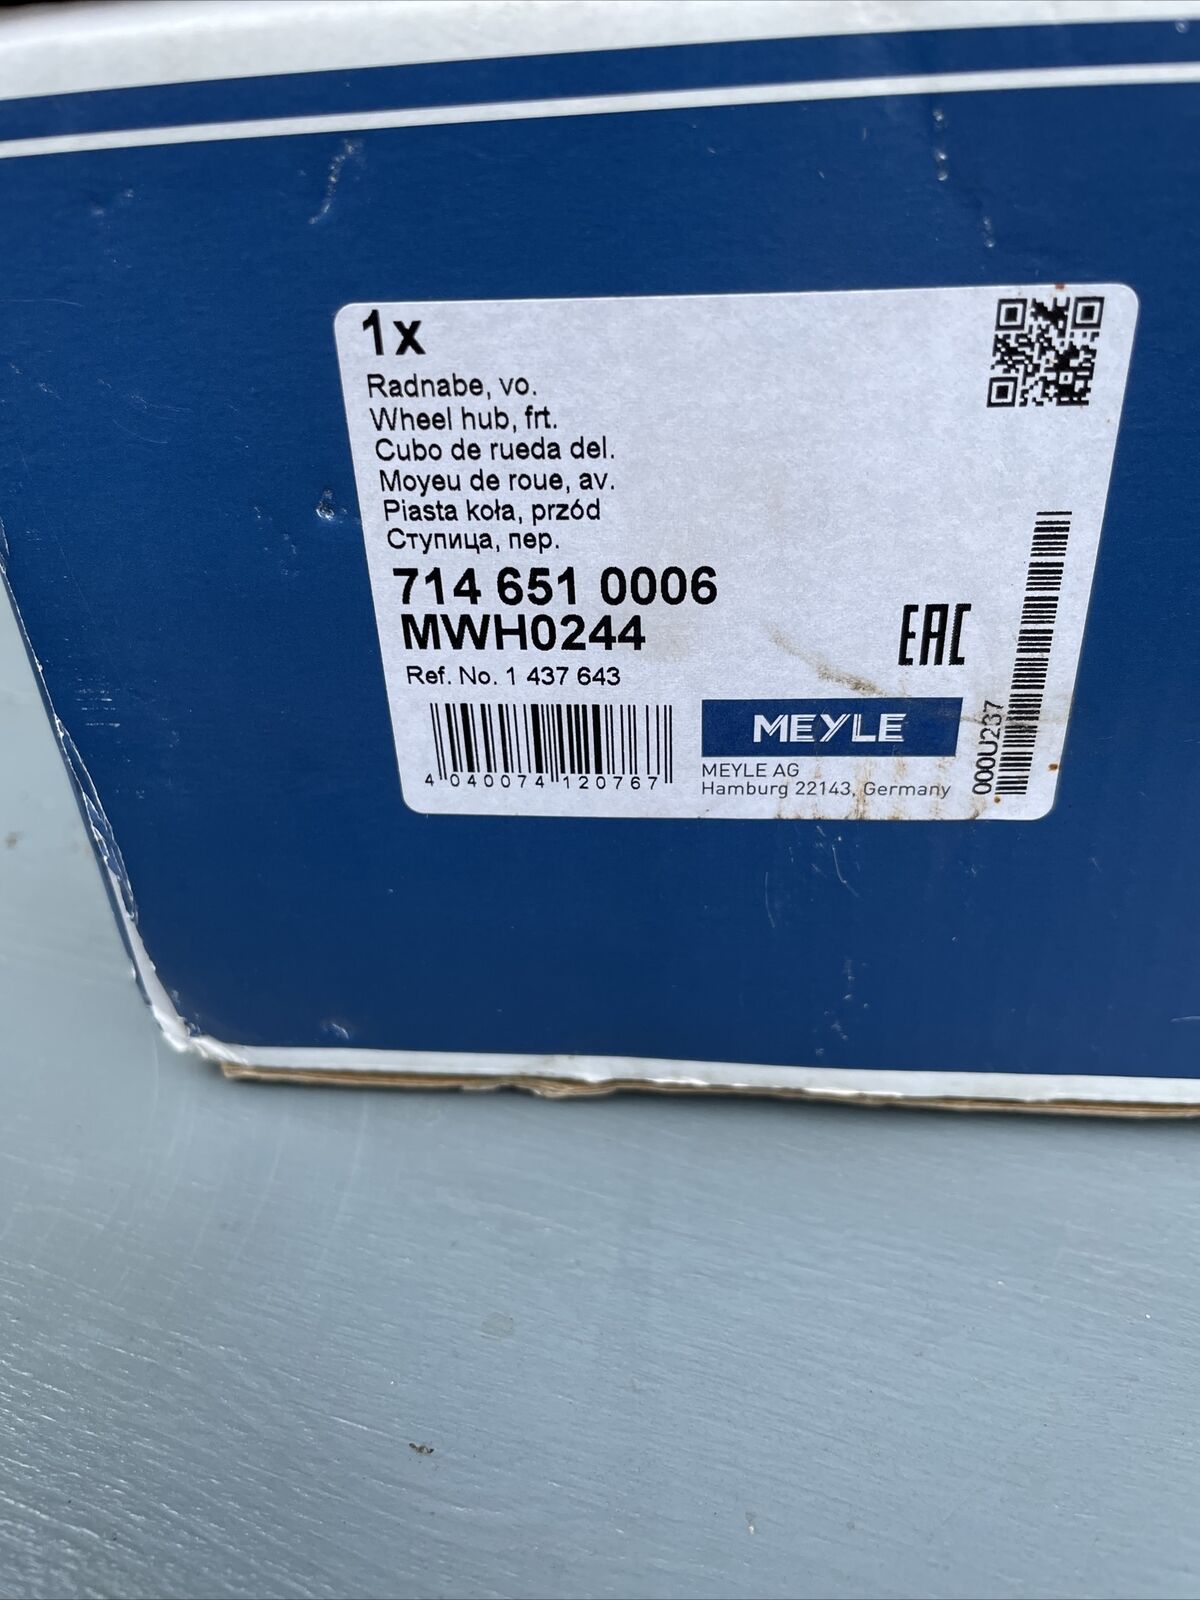 1x
Radnabe, vo.
Wheel hub, frt.
Cubo de rueda del.
Moyeu de roue, av.
Piasta koła, przód
Ступица, пер.
714 651 0006
MWH0244
EAC
Ref. No. 1 437 643
MEYLE
4 040074 120767
MEYLE AG
Hamburg 22143, Germany
000U237